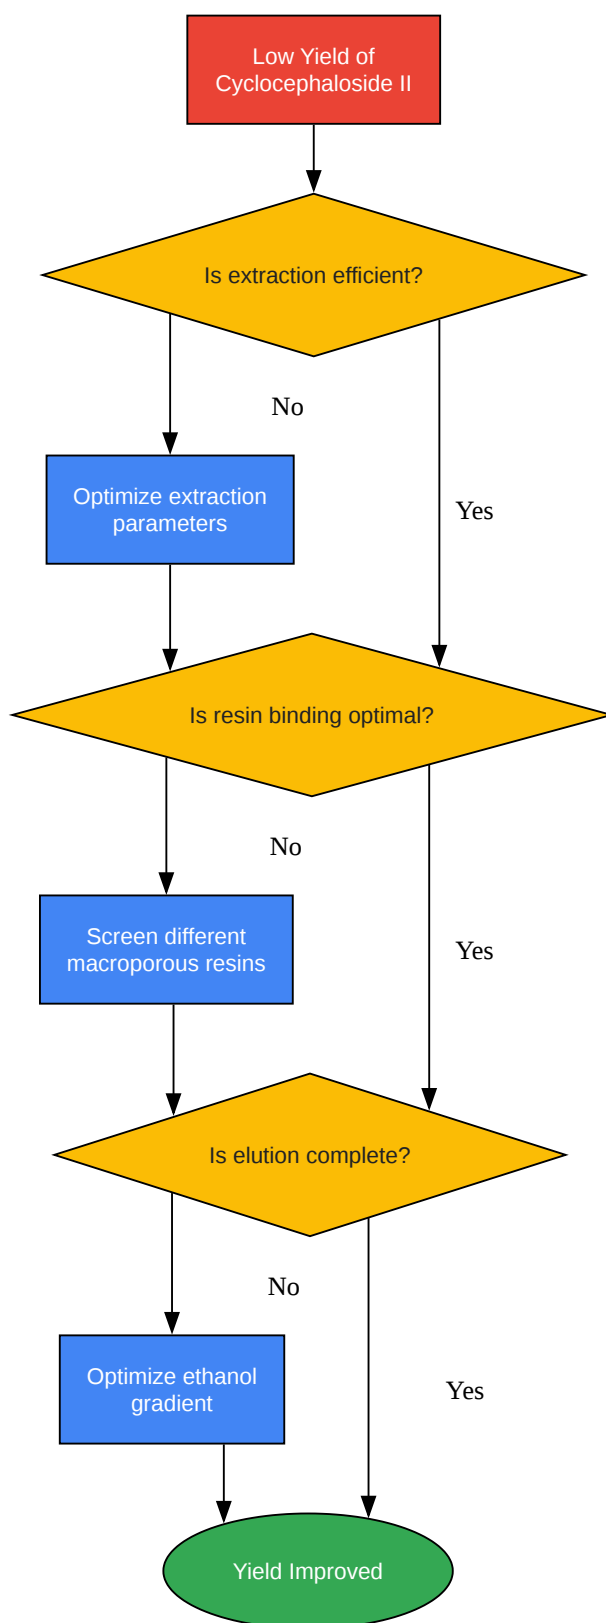 Low Yield of
Cyclocephaloside II
Is extraction efficient?
No
Optimize extraction
parameters
Yes
Is resin binding optimal?
No
Screen different
macroporous resins
Yes
Is elution complete?
No
Optimize ethanol
gradient
Yes
Yield Improved